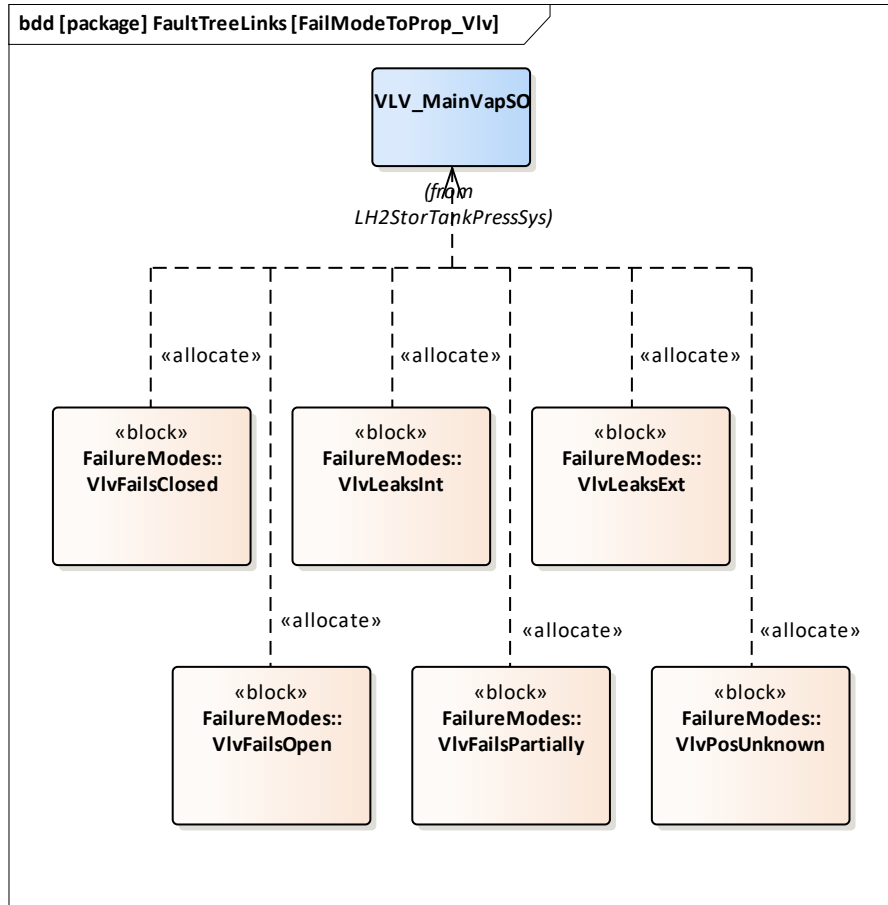 bdd [package] FaultTreeLinks [FailModeToProp_Vlv]
VLV_MainVapSO
(from
LH2StorTankPressSys)
«allocate»
«allocate»
«allocate»
«block»
FailureModes::
VlvFailsClosed
«block»
FailureModes::
VlvLeaksInt
«block»
FailureModes::
VlvLeaksExt
«allocate»
«allocate»
«allocate»
«block»
FailureModes::
VlvFailsOpen
«block»
FailureModes::
VlvFailsPartially
«block»
FailureModes::
VlvPosUnknown